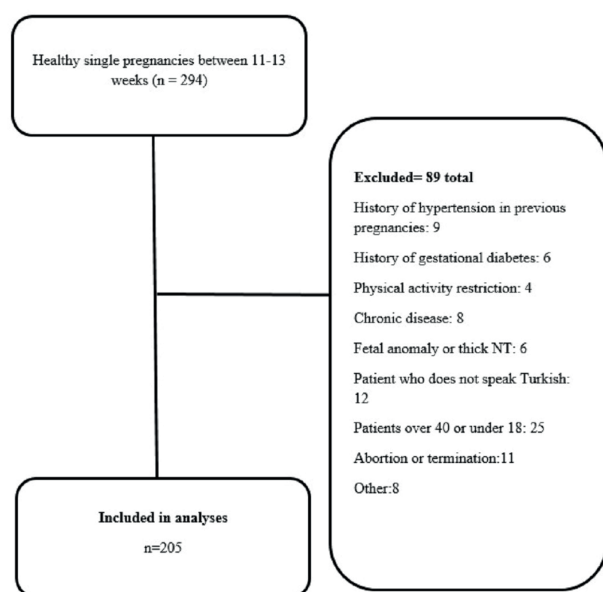 Healthy single pregnancies between 11-13
weeks (n = 294)
Excluded= 89 total
History of hypertension in previous
pregnancies: 9
History of gestational diabetes: 6
Physical activity restriction: 4
Chronic disease: 8
Fetal anomaly or thick NT: 6
Patient who does not speak Turkish:
12
Patients over 40 or under 18: 25
Abortion or termination:11
Other:8
Included in analyses
n=205